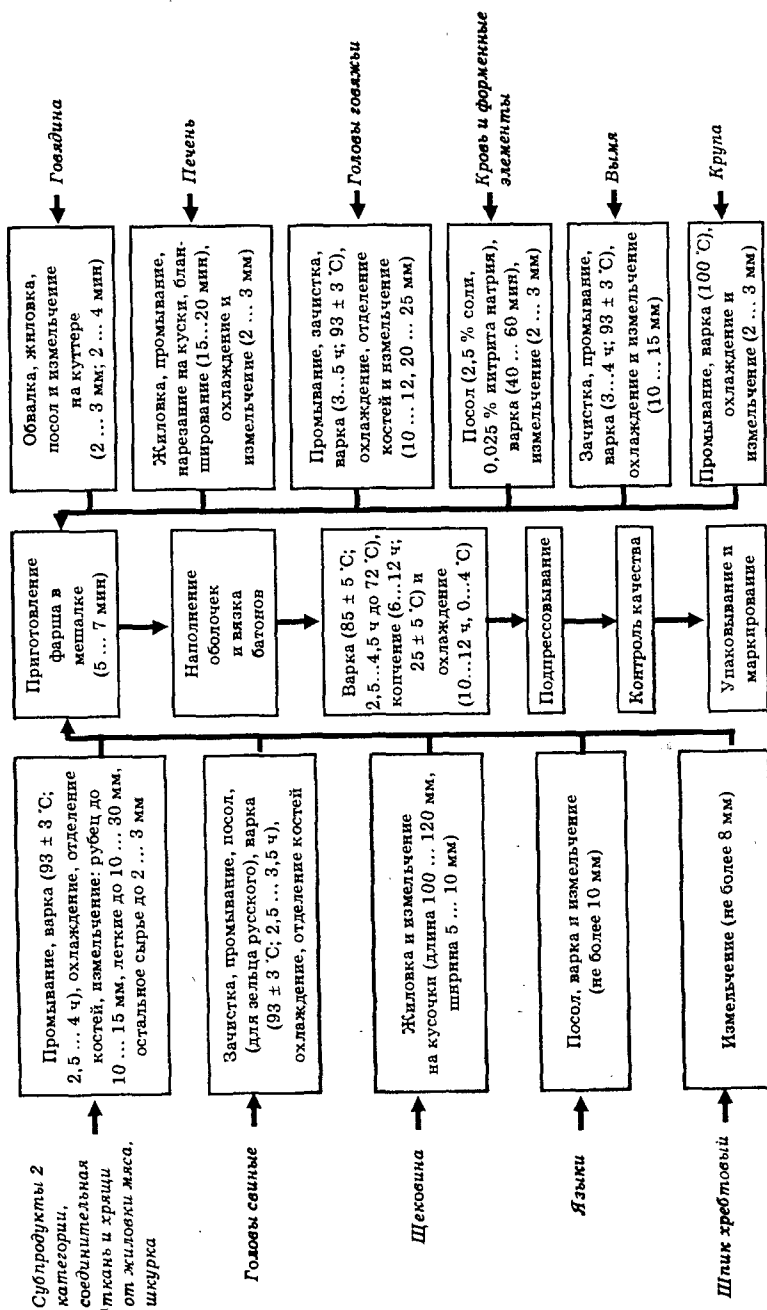 Субпродукты 2
категории,
соединительная
ткань и хрящи
от жиловки мяса,
шкурка
Промывание, варка (93 ± 3 °С;
2,5 ... 4 ч), охлаждение, отделение
костей, измельчение: рубец до
10 ... 15 мм, легкие до 10 ... 30 мм,
остальное сырье до 2 ... 3 мм
Головы свиные
Зачистка, промывание, посол,
(для зельца русского), варка
(93 ± 3 °С; 2,5 ... 3,5 ч),
охлаждение, отделение костей
Щековина
Жиловка и измельчение
на кусочки (длина 100 ... 120 мм,
ширина 5 ... 10 мм)
Языки
Посол, варка и измельчение
(не более 10 мм)
Шпик хребтовый
Измельчение (не более 8 мм)
Приготовление
фарша в
мешалке
(5 ... 7 мин)
Наполнение
оболочек
и вязка
батонов
Варка (85 ± 5 °С;
2,5...4,5 ч до 72 °С),
копчение (6...12 ч;
25 ± 5 °С) и
охлаждение
(10...12 ч, 0...4 °С)
Подпрессовывание
Контроль качества
Упаковывание и
маркирование
Обвалка, жиловка,
посол и измельчение
на куттере
(2 ... 3 мм; 2 ... 4 мин)
Говядина
Жиловка, промывание,
нарезание на куски, блан-
ширование (15...20 мин),
охлаждение и
измельчение (2 ... 3 мм)
Печень
Промывание, зачистка,
варка (3...5 ч; 93 ± 3 °С),
охлаждение, отделение
костей и измельчение
(10 ... 12, 20 ... 25 мм)
Головы говяжьи
Посол (2,5 % соли,
0,025 % нитрита натрия),
варка (40 ... 60 мин),
измельчение (2 ... 3 мм)
Кровь и форменные
элементы
Зачистка, промывание,
варка (3...4 ч; 93 ± 3 °С),
охлаждение и измельчение
(10 ... 15 мм)
Вымя
Промывание, варка (100 °С),
охлаждение и
измельчение (2 ... 3 мм)
Крупа